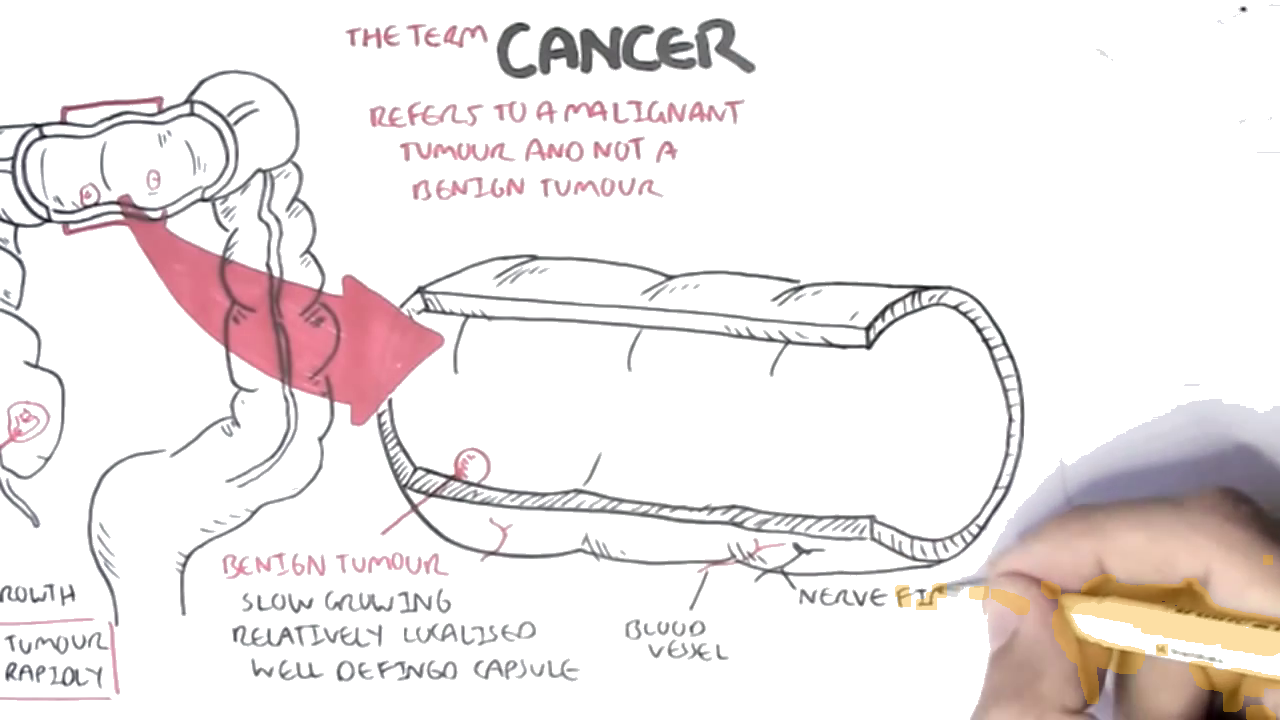 THE TERM CANCER
REFERS TO A MALIGNANT
TUMOUR AND NOT A
BENIGN TUMOUR
BENIGN TUMOUR
SLOW GROWING
RELATIVELY LOCALISED
WELL DEFINED CAPSULE
BLOOD
VESSEL
NERVE FI
ROWTH
TUMOUR
RAPIDLY